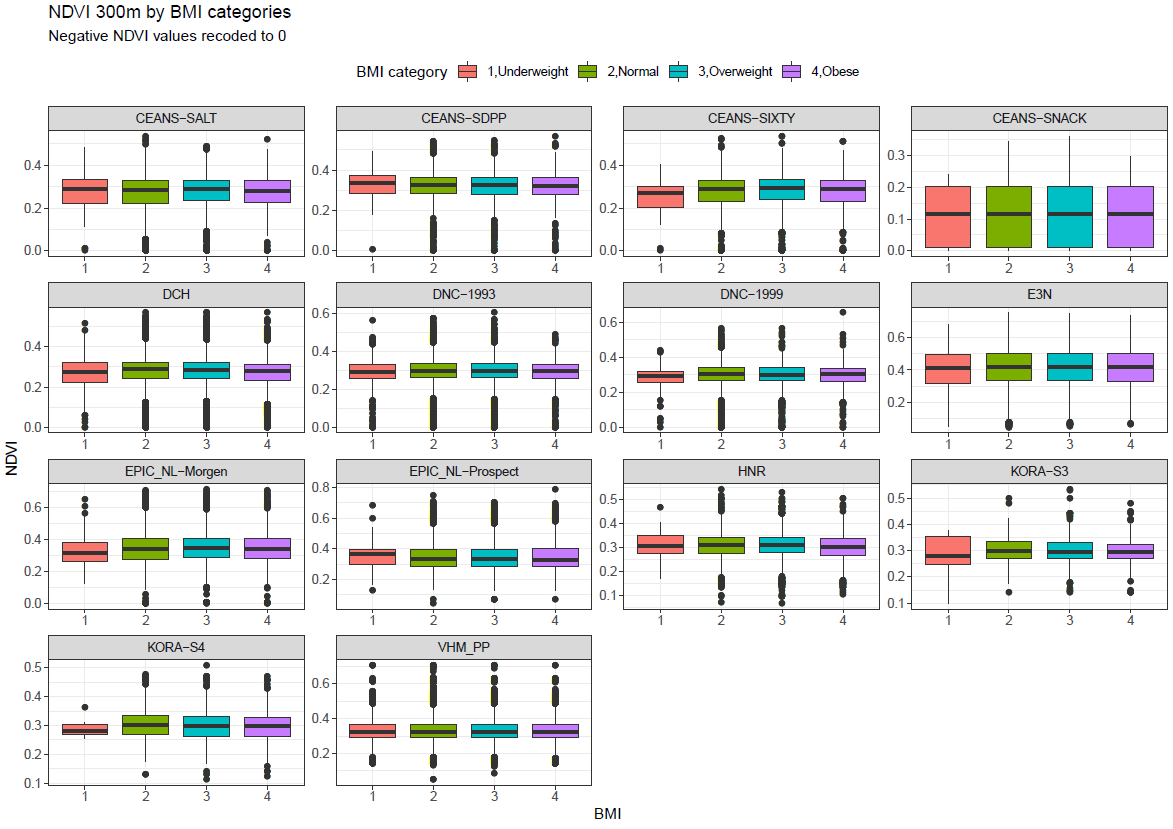 NDVI 300m by BMI categories
Negative NDVI values recoded to 0
BMI category 1,Underweight 2,Normal 3,Overweight 4,Obese
CEANS−SALT CEANS−SDPP CEANS−SIXTY CEANS−SNACK
0.4 0.4 0.4 0.3
0.2 0.2 0.2 0.2
0.1
0.0 0.0 0.0 0.0
1 2 3 4 1 2 3 4 1 2 3 4 1 2 3 4
DCH DNC−1993 DNC−1999 E3N
0.4 0.6 0.6 0.6
0.2 0.4 0.4 0.4
0.0 0.2 0.2 0.2
0.0 0.0
1 2 3 4 1 2 3 4 1 2 3 4 1 2 3 4
NDVI
EPIC_NL−Morgen EPIC_NL−Prospect HNR KORA−S3
0.6 0.8 0.5 0.5
0.4 0.6 0.4 0.4
0.2 0.4 0.3 0.3
0.0 0.2 0.2 0.2
0.1 0.1
1 2 3 4 1 2 3 4 1 2 3 4 1 2 3 4
KORA−S4 VHM_PP
0.5 0.6
0.4 0.4
0.3 0.2
0.2
0.1
1 2 3 4 1 2 3 4
BMI